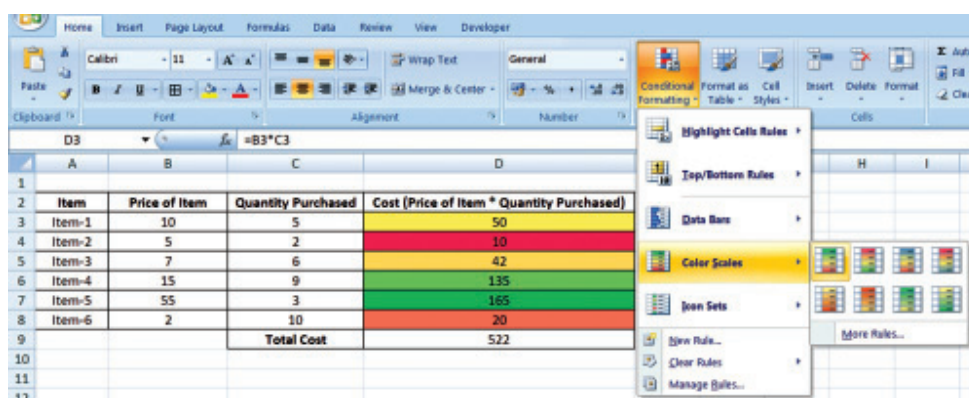 Home Insert Page Layout Formulas Data Review View Developer
Calibri 11 A A Wrap Text General
Paste B I U A Merge & Center % , Conditional Formatting Format as Table Cell Styles Insert Delete Format
Clipboard Font Alignment Number Cells
D3 fx =B3*C3
Highlight Cells Rules
Top/Bottom Rules
Data Bars
Color Scales
Icon Sets
New Rule...
Clear Rules
Manage Rules...
More Rules...
A B C D H I
1
2 Item Price of Item Quantity Purchased Cost (Price of Item * Quantity Purchased)
3 Item-1 10 5 50
4 Item-2 5 2 10
5 Item-3 7 6 42
6 Item-4 15 9 135
7 Item-5 55 3 165
8 Item-6 2 10 20
9 Total Cost 522
10
11